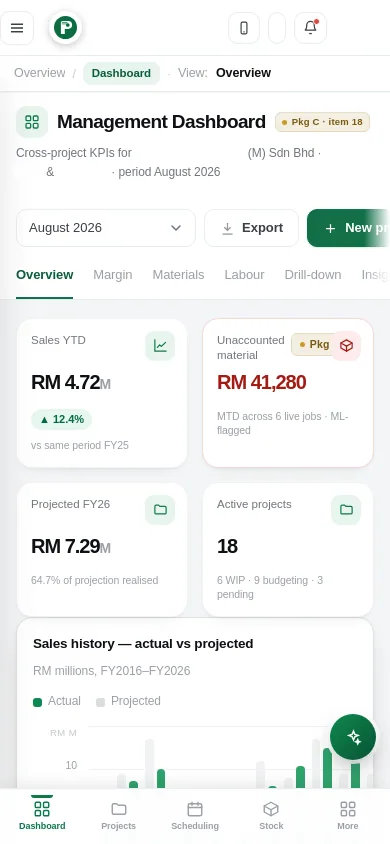 Overview / Dashboard · View: Overview
Management Dashboard Pkg C · item 18
Cross-project KPIs for (M) Sdn Bhd ·
& · period August 2026
August 2026 Export + New pr
Overview Margin Materials Labour Drill-down Insig
Sales YTD
RM 4.72M
▲ 12.4%
vs same period FY25
Unaccounted Pkg
material
RM 41,280
MTD across 6 live jobs · ML-
flagged
Projected FY26
RM 7.29M
64.7% of projection realised
Active projects
18
6 WIP · 9 budgeting · 3
pending
Sales history — actual vs projected
RM millions, FY2016–FY2026
Actual Projected
RM M
10
Dashboard Projects Scheduling Stock More